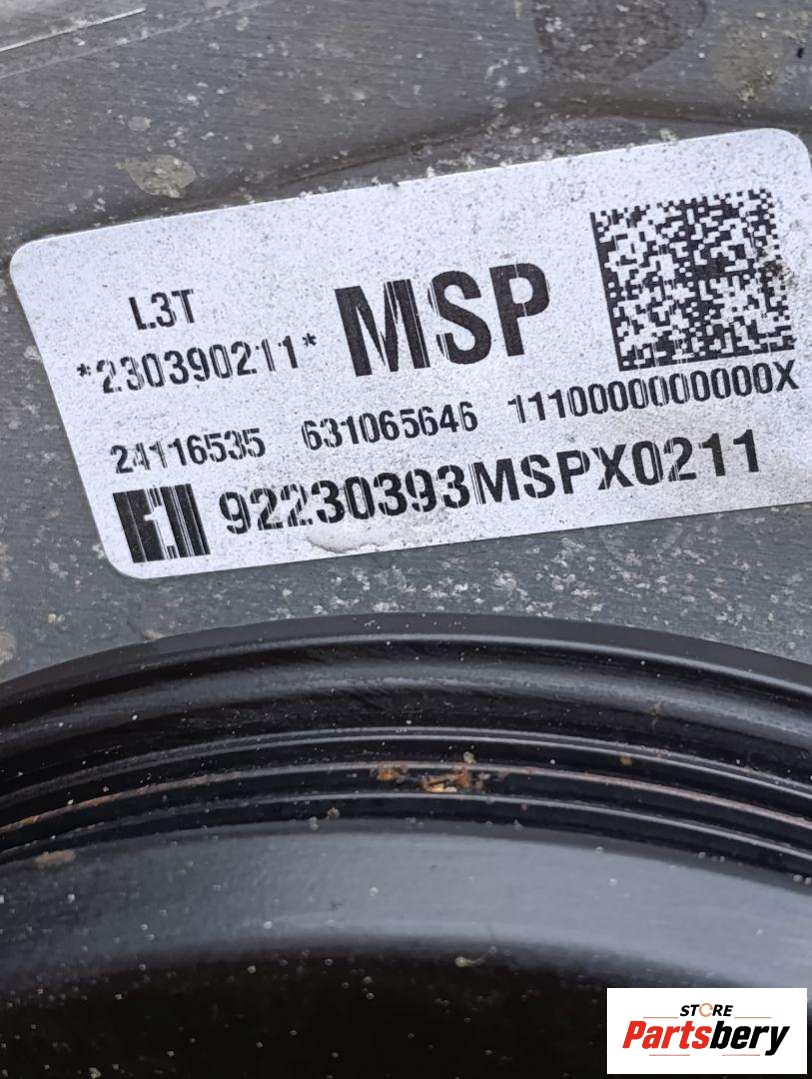 L3T
*230390211* MSP
24116535 631065646 1110000000000X
92230393MSPX0211
STORE
Partsbery